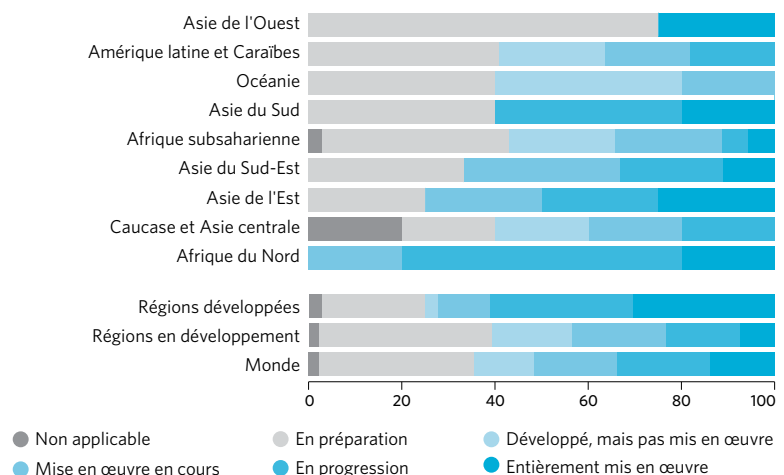 Asie de l'Ouest
Amérique latine et Caraïbes
Océanie
Asie du Sud
Afrique subsaharienne
Asie du Sud-Est
Asie de l'Est
Caucase et Asie centrale
Afrique du Nord
Régions développées
Régions en développement
Monde
0 20 40 60 80 100
Non applicable En préparation Développé, mais pas mis en œuvre
Mise en œuvre en cours En progression Entièrement mis en œuvre